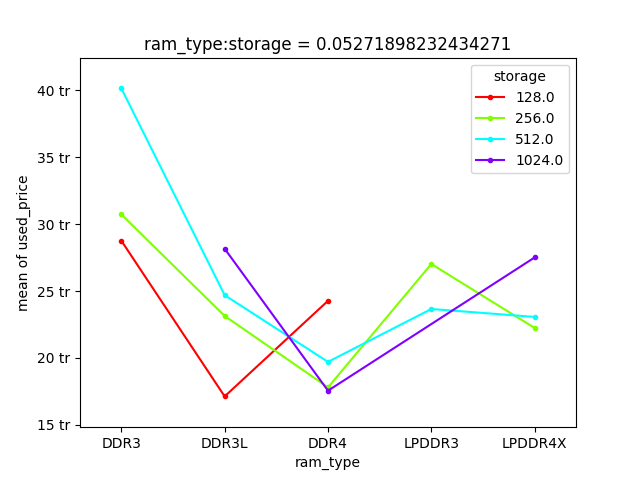 ram_type:storage = 0.05271898232434271
mean of used_price
40 tr
35 tr
30 tr
25 tr
20 tr
15 tr
storage
128.0
256.0
512.0
1024.0
DDR3 DDR3L DDR4 LPDDR3 LPDDR4X
ram_type